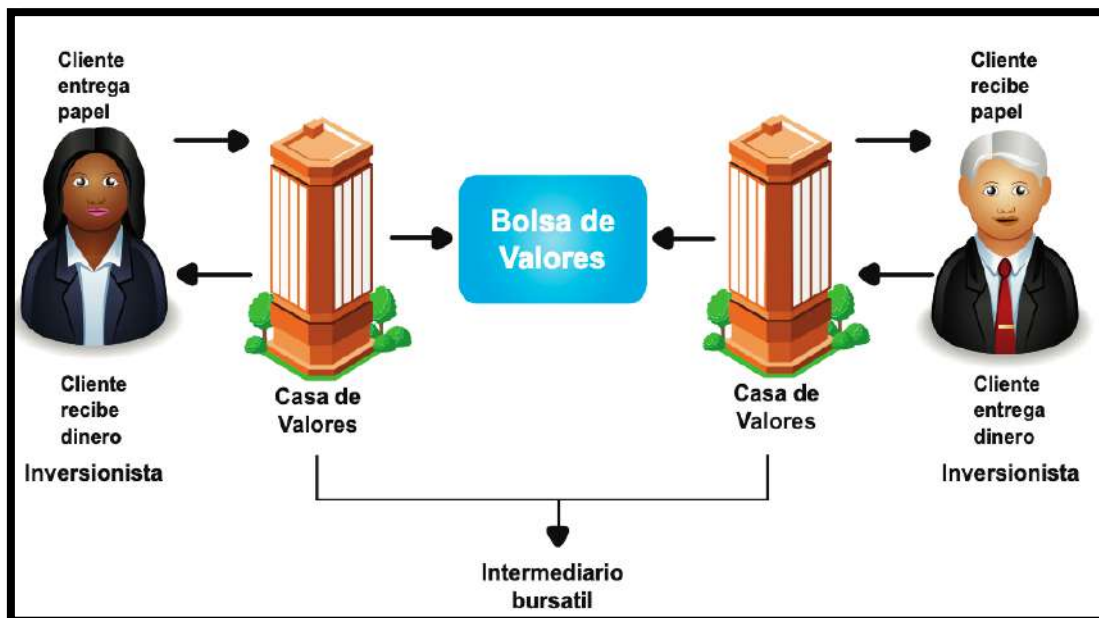 Cliente
entrega
papel
Cliente
recibe
dinero
Inversionista
Casa de
Valores
Bolsa de
Valores
Casa de
Valores
Cliente
recibe
papel
Cliente
entrega
dinero
Inversionista
Intermediario
bursatil